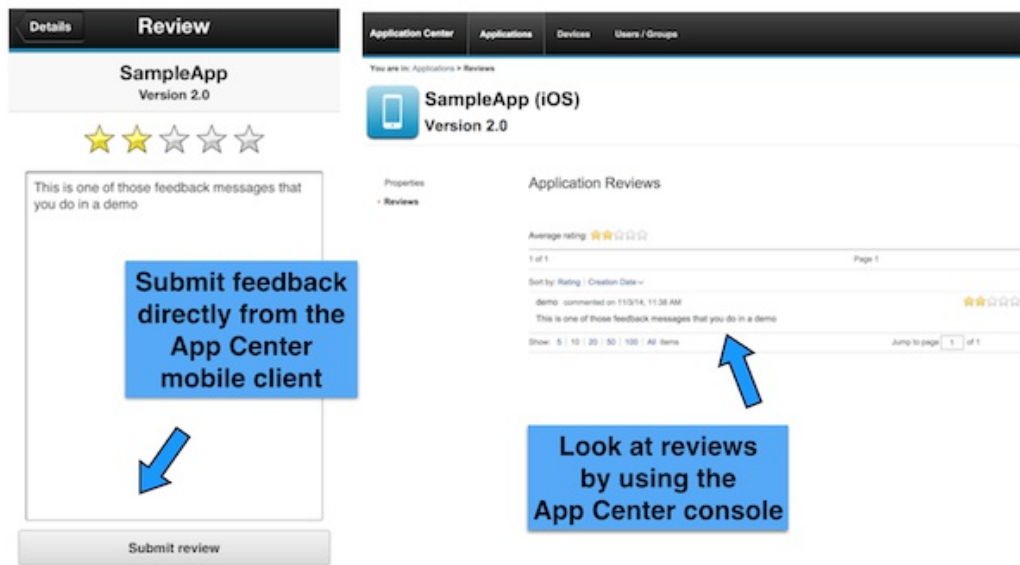 Details
Review
SampleApp
Version 2.0
This is one of those feedback messages that
you do in a demo
Submit feedback
directly from the
App Center
mobile client
Submit review
Application Center
Applications
Devices
Users / Groups
You are in: Applications > Reviews
SampleApp (iOS)
Version 2.0
Properties
• Reviews
Application Reviews
Average rating:
1 of 1
Page 1
Sort by: Rating | Creation Date
demo commented on 11/3/14, 11:38 AM
This is one of those feedback messages that you do in a demo
Show: 5 | 10 | 20 | 50 | 100 | All items
Jump to page 1 of 1
Look at reviews
by using the
App Center console